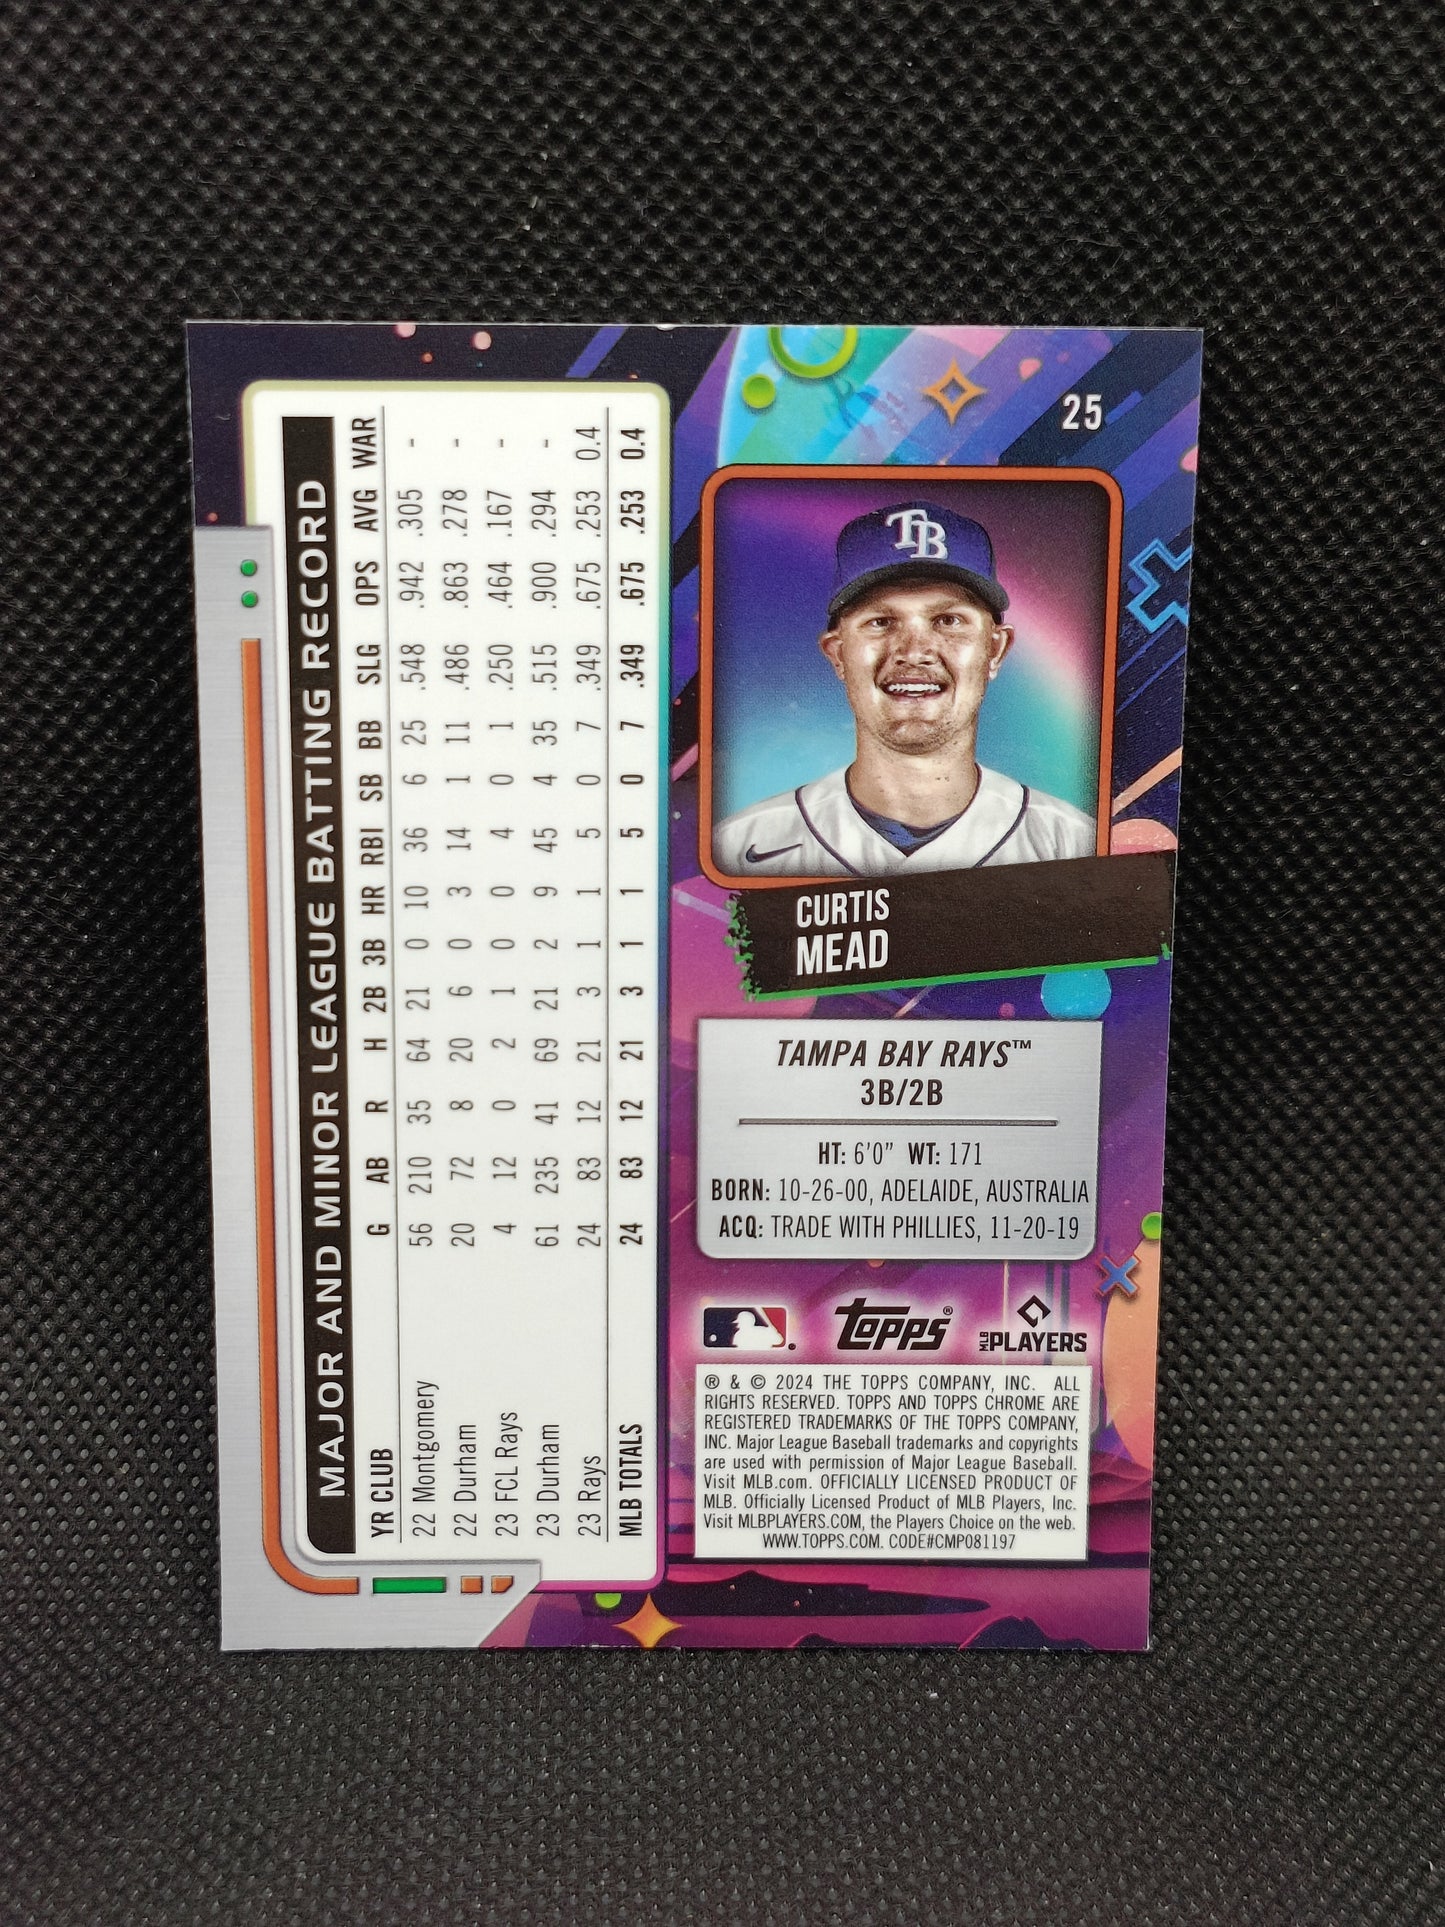 25
TB
CURTIS
MEAD
TAMPA BAY RAYS™
3B/2B
HT: 6'0" WT: 171
BORN: 10-26-00, ADELAIDE, AUSTRALIA
ACQ: TRADE WITH PHILLIES, 11-20-19
topps® MLB PLAYERS
® & © 2024 THE TOPPS COMPANY, INC. ALL
RIGHTS RESERVED. TOPPS AND TOPPS CHROME ARE
REGISTERED TRADEMARKS OF THE TOPPS COMPANY,
INC. Major League Baseball trademarks and copyrights
are used with permission of Major League Baseball.
Visit MLB.com. OFFICIALLY LICENSED PRODUCT OF
MLB. Officially Licensed Product of MLB Players, Inc.
Visit MLBPLAYERS.COM, the Players Choice on the web.
WWW.TOPPS.COM. CODE#CMP081197
MAJOR AND MINOR LEAGUE BATTING RECORD
YR CLUB G AB R H 2B 3B HR RBI SB BB SLG OPS AVG WAR
22 Montgomery 56 210 35 64 21 0 10 36 6 25 .548 .942 .305 -
22 Durham 20 72 8 20 6 0 3 14 1 11 .486 .863 .278 -
23 FCL Rays 4 12 0 2 1 0 0 4 0 1 .250 .464 .167 -
23 Durham 61 235 41 69 21 2 9 45 4 35 .515 .900 .294 -
23 Rays 24 83 12 21 3 1 1 5 0 7 .349 .675 .253 0.4
MLB TOTALS 24 83 12 21 3 1 1 5 0 7 .349 .675 .253 0.4